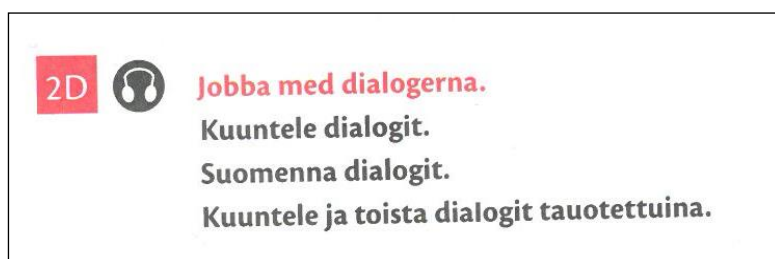 2D Jobba med dialogerna.
Kuuntele dialogit.
Suomenna dialogit.
Kuuntele ja toista dialogit tauotettuina.